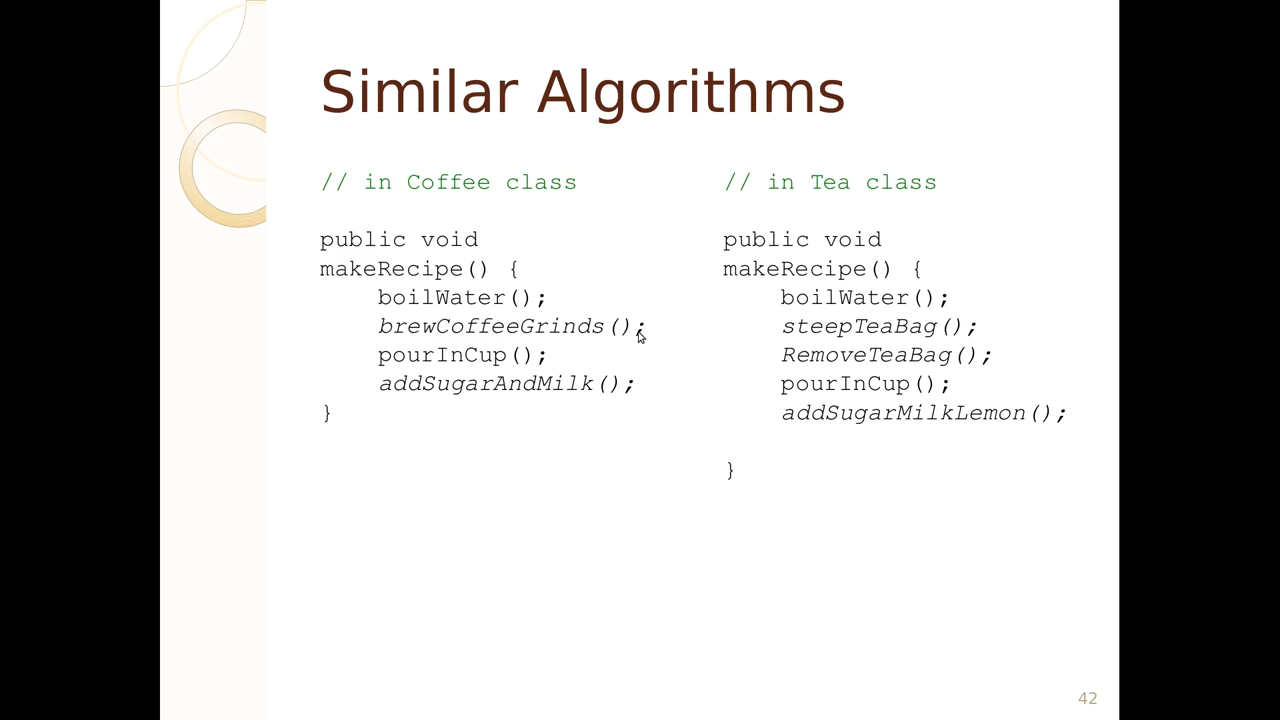 Similar Algorithms
// in Coffee class
public void
makeRecipe() {
boilWater();
brewCoffeeGrinds();
pourInCup();
addSugarAndMilk();
}
// in Tea class
public void
makeRecipe() {
boilWater();
steepTeaBag();
RemoveTeaBag();
pourInCup();
addSugarMilkLemon();
}
42